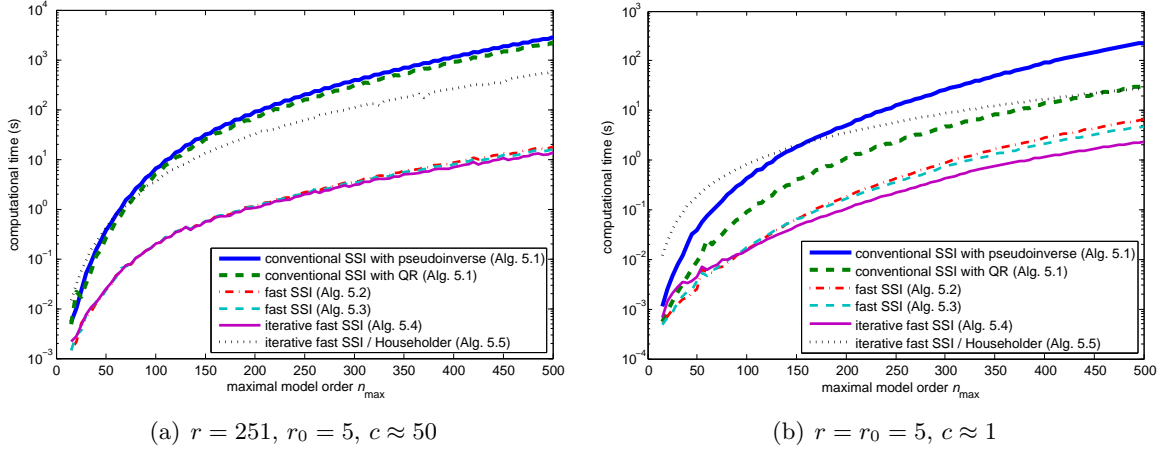 10^4
10^3
10^2
10^1
10^0
10^-1
10^-2
10^-3
computational time (s)
0 50 100 150 200 250 300 350 400 450 500
maximal model order n_max
conventional SSI with pseudoinverse (Alg. 5.1)
conventional SSI with QR (Alg. 5.1)
fast SSI (Alg. 5.2)
fast SSI (Alg. 5.3)
iterative fast SSI (Alg. 5.4)
iterative fast SSI / Householder (Alg. 5.5)
(a) r = 251, r_0 = 5, c ≈ 50
10^3
10^2
10^1
10^0
10^-1
10^-2
10^-3
10^-4
computational time (s)
0 50 100 150 200 250 300 350 400 450 500
maximal model order n_max
conventional SSI with pseudoinverse (Alg. 5.1)
conventional SSI with QR (Alg. 5.1)
fast SSI (Alg. 5.2)
fast SSI (Alg. 5.3)
iterative fast SSI (Alg. 5.4)
iterative fast SSI / Householder (Alg. 5.5)
(b) r = r_0 = 5, c ≈ 1